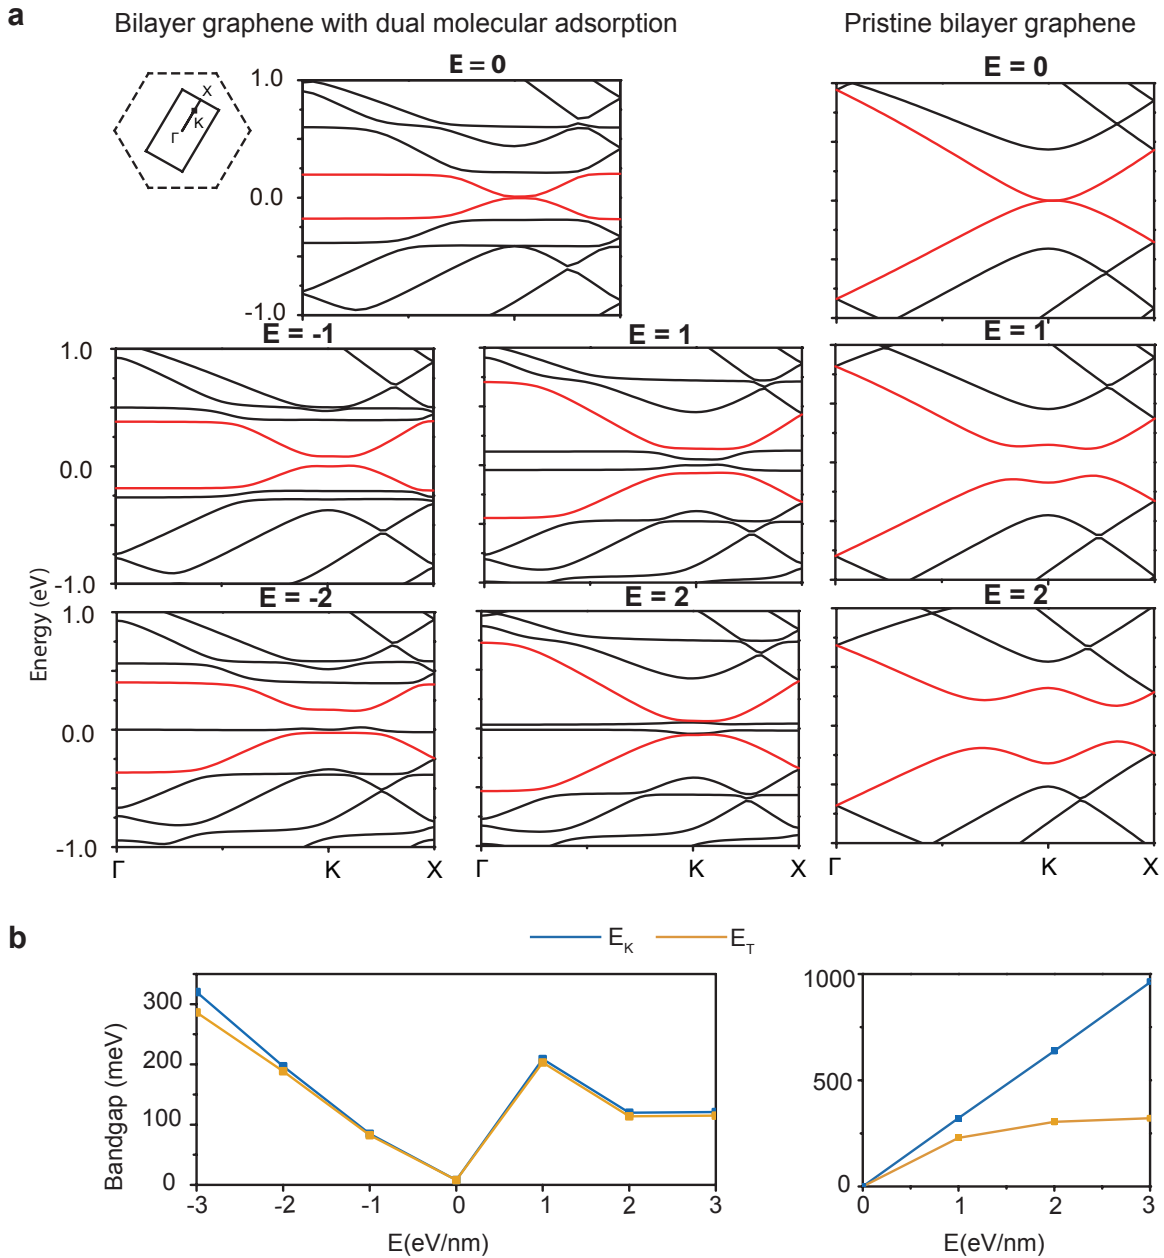 a
Bilayer graphene with dual molecular adsorption
Pristine bilayer graphene
E = 0
E = 0
X
K
Γ
1.0
0.0
-1.0
E = -1
E = 1
E = 1
1.0
0.0
-1.0
E = -2
E = 2
E = 2
1.0
0.0
-1.0
Energy (eV)
Γ K X
Γ K X
Γ K X
b
E_K E_T
300
200
100
0
Bandgap (meV)
-3 -2 -1 0 1 2 3
E(eV/nm)
1000
500
0
0 1 2 3
E(eV/nm)